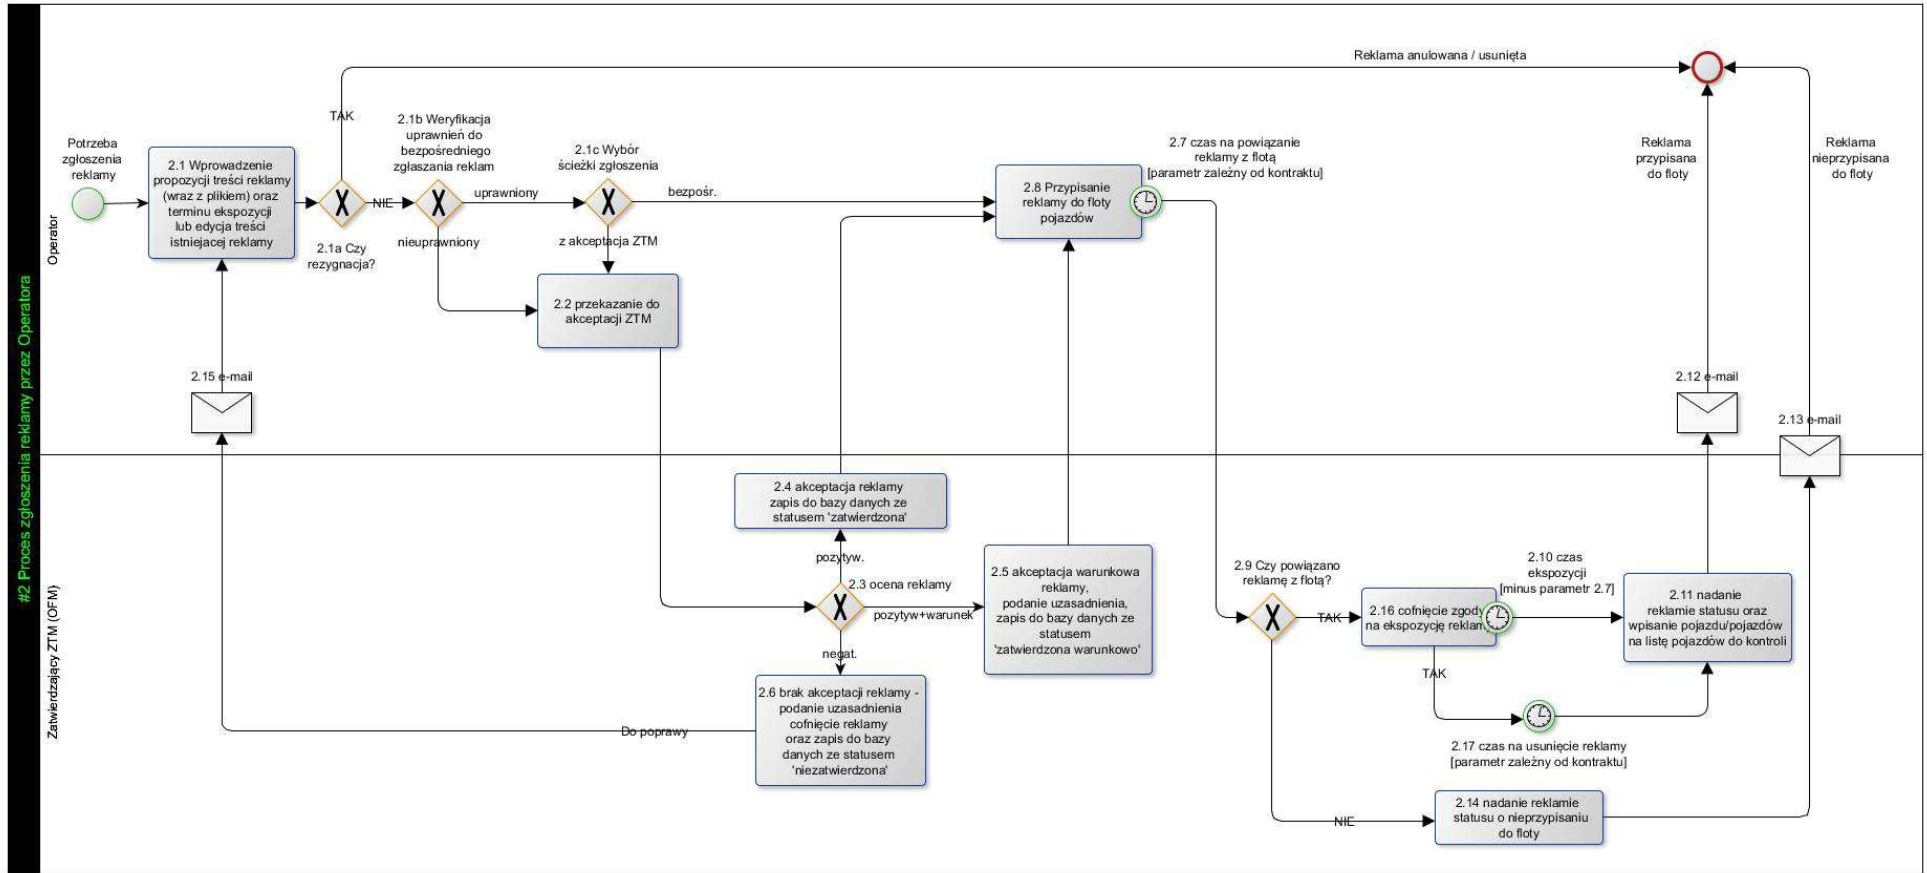 #2 Proces zgłoszenia reklamy przez Operatora
Operator
Zatwierdzający ZTM (OFM)
Potrzeba
zgłoszenia
reklamy
2.1 Wprowadzenie
propozycji treści reklamy
(wraz z plikiem) oraz
terminu ekspozycji
lub edycja treści
istniejacej reklamy
TAK
NIE
2.1a Czy
rezygnacja?
2.1b Weryfikacja
uprawnień do
bezpośredniego
zgłaszania reklam
uprawniony
nieuprawniony
2.1c Wybór
ścieżki zgłoszenia
bezpośr.
z akceptacja ZTM
2.2 przekazanie do
akceptacji ZTM
Reklama anulowana / usunięta
2.8 Przypisanie
reklamy do floty
pojazdów
2.7 czas na powiązanie
reklamy z flotą
[parametr zależny od kontraktu]
Reklama
przypisana
do floty
Reklama
nieprzypisana
do floty
2.15 e-mail
2.12 e-mail
2.13 e-mail
2.4 akceptacja reklamy
zapis do bazy danych ze
statusem 'zatwierdzona'
pozytyw.
2.3 ocena reklamy
pozytyw+warunek
negat.
2.5 akceptacja warunkowa
reklamy,
podanie uzasadnienia,
zapis do bazy danych ze
statusem
'zatwierdzona warunkowo'
2.6 brak akceptacji reklamy -
podanie uzasadnienia
cofnięcie reklamy
oraz zapis do bazy
danych ze statusem
'niezatwierdzona'
Do poprawy
2.9 Czy powiązano
reklamę z flotą?
TAK
NIE
2.16 cofnięcie zgody
na ekspozycję reklam
TAK
2.10 czas
ekspozycji
[minus parametr 2.7]
2.11 nadanie
reklamie statusu oraz
wpisanie pojazdu/pojazdów
na listę pojazdów do kontroli
2.17 czas na usunięcie reklamy
[parametr zależny od kontraktu]
2.14 nadanie reklamie
statusu o nieprzypisaniu
do floty